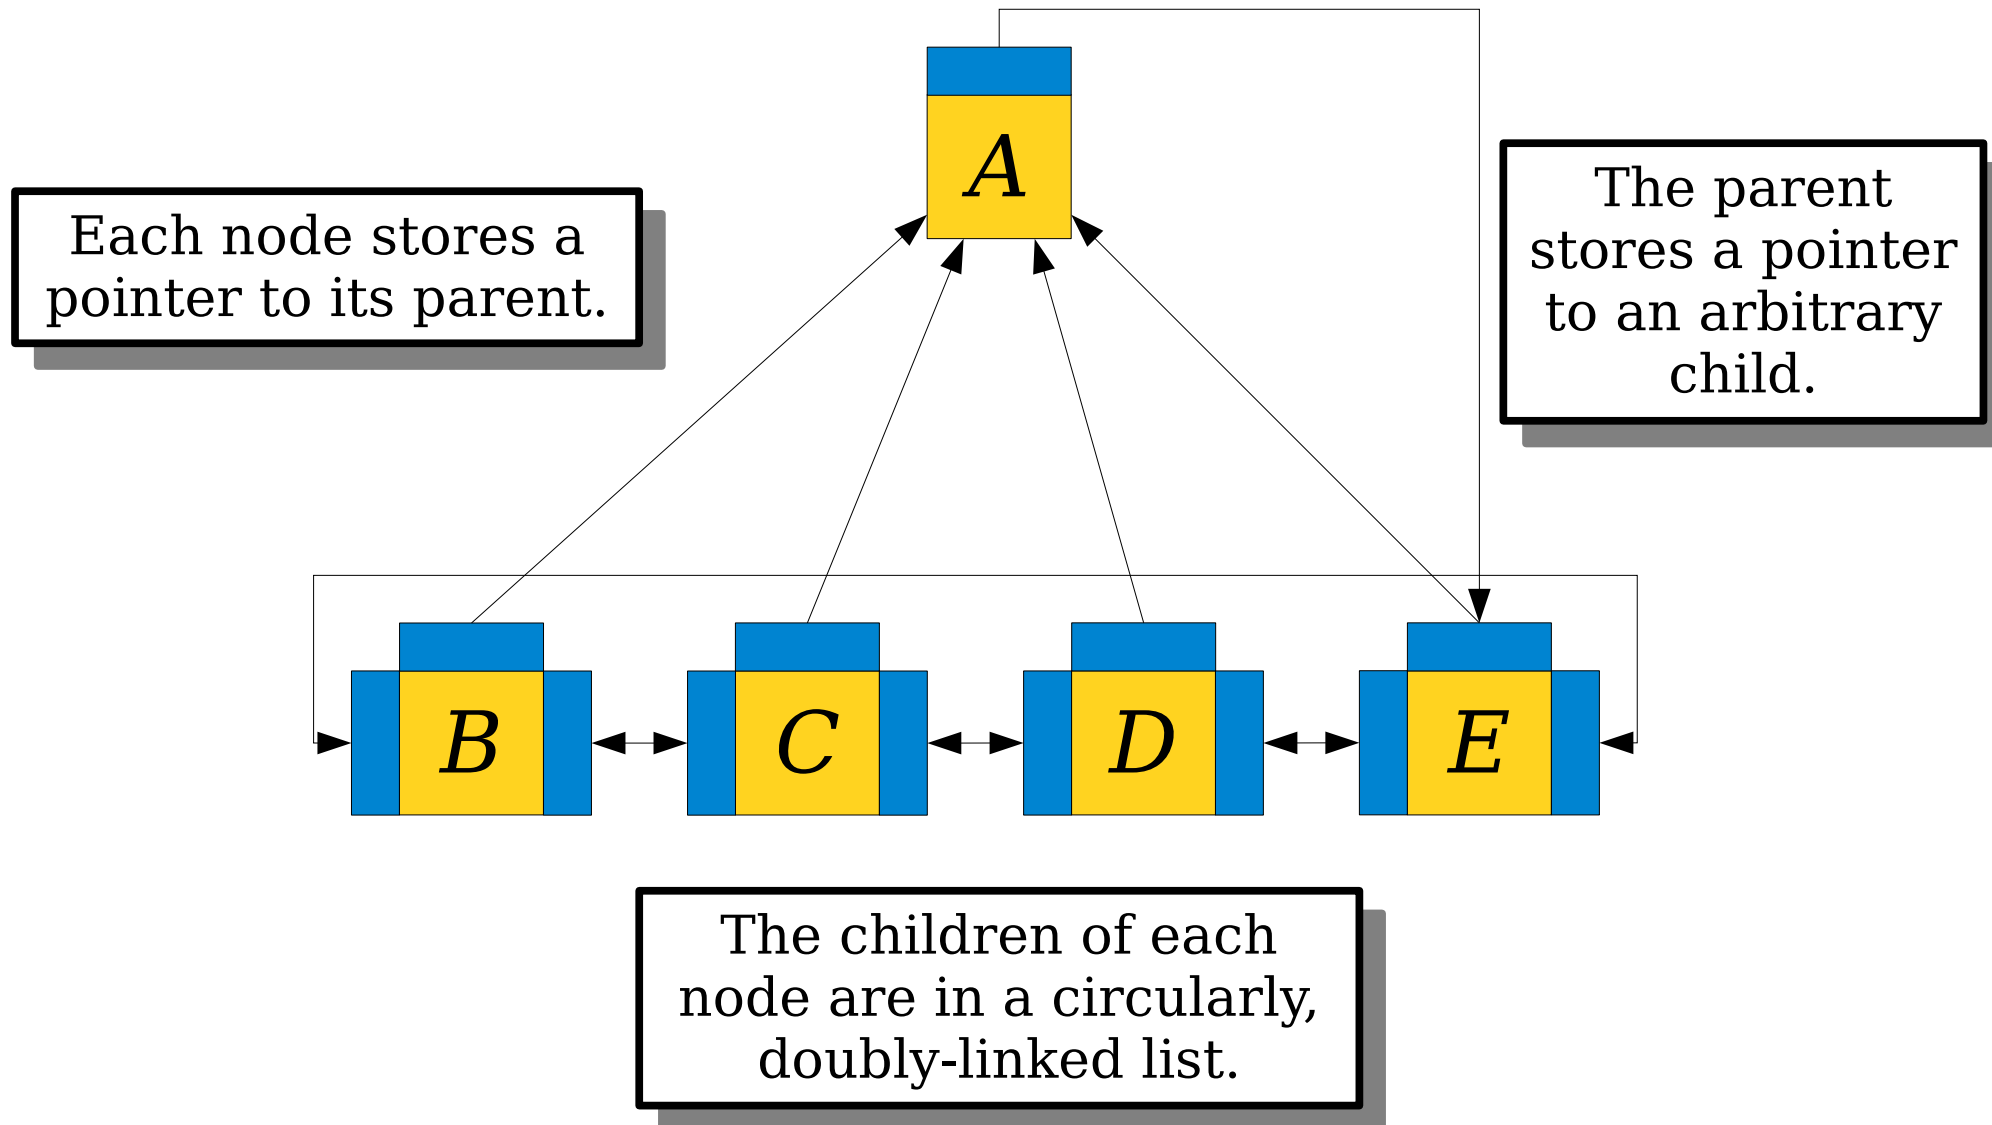 A
Each node stores a
pointer to its parent.
The parent
stores a pointer
to an arbitrary
child.
B
C
D
E
The children of each
node are in a circularly,
doubly-linked list.